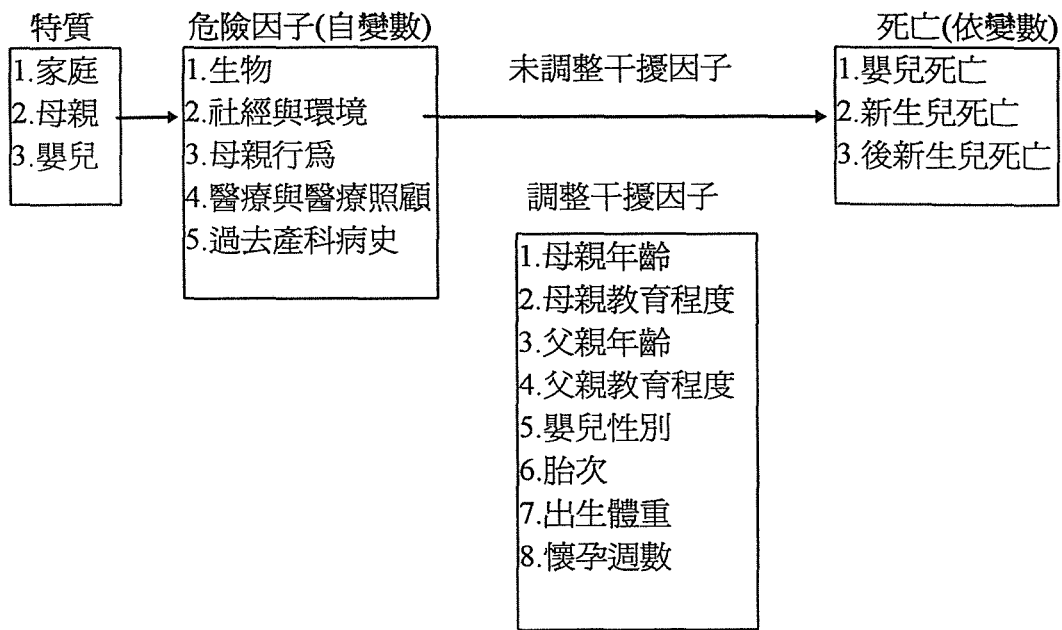 特質
1.家庭
2.母親
3.嬰兒
危險因子(自變數)
1.生物
2.社經與環境
3.母親行爲
4.醫療與醫療照顧
5.過去產科病史
未調整干擾因子
調整干擾因子
1.母親年齡
2.母親教育程度
3.父親年齡
4.父親教育程度
5.嬰兒性別
6.胎次
7.出生體重
8.懷孕週數
死亡(依變數)
1.嬰兒死亡
2.新生兒死亡
3.後新生兒死亡